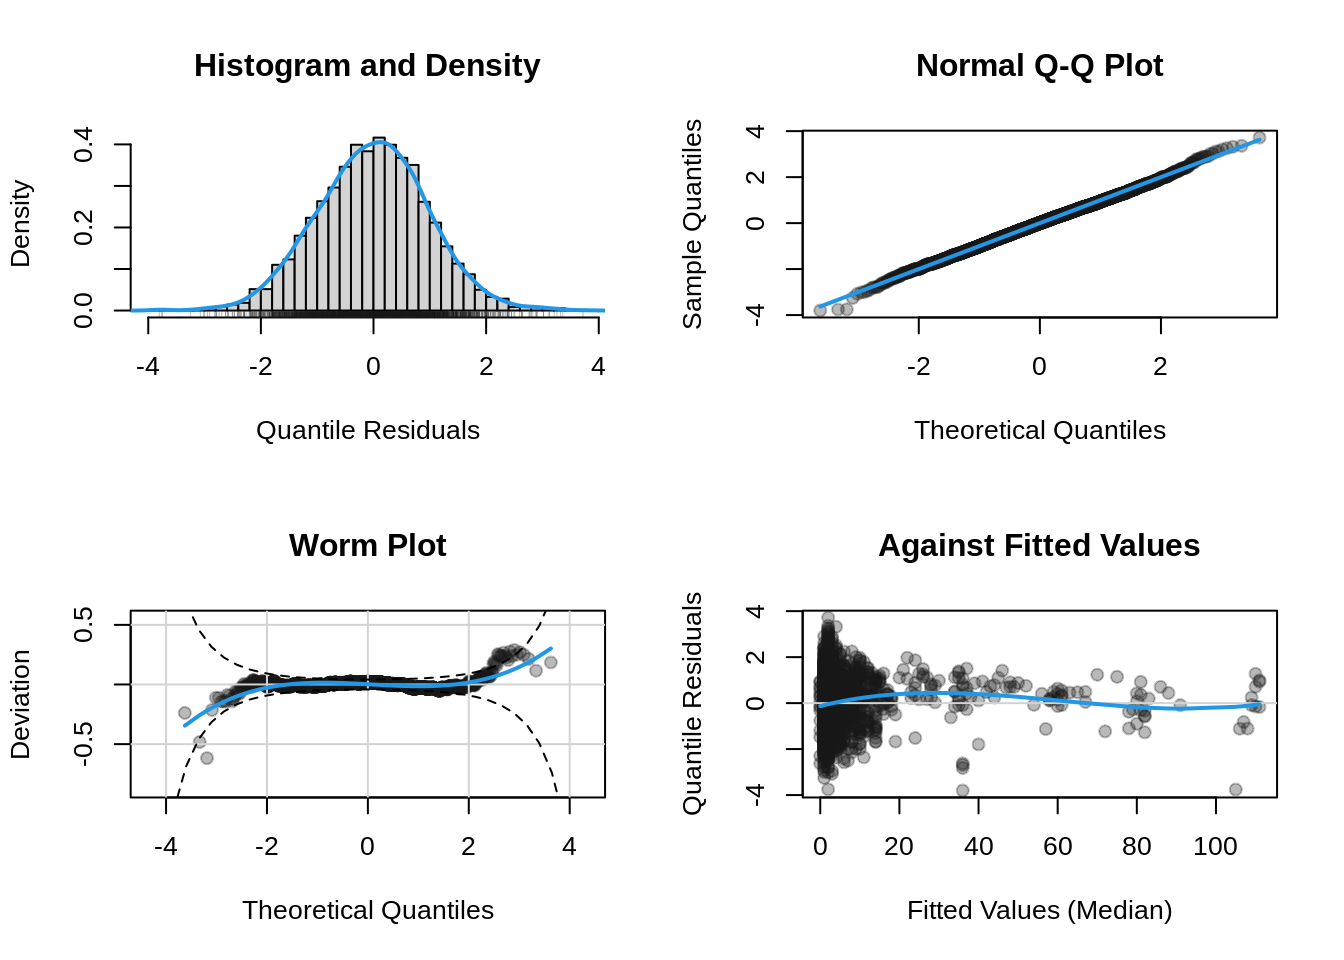 Histogram and Density
Density
0.0 0.2 0.4
-4 -2 0 2 4
Quantile Residuals
Normal Q-Q Plot
Sample Quantiles
-4 0 2 4
-2 0 2
Theoretical Quantiles
Worm Plot
Deviation
-0.5 0.5
-4 -2 0 2 4
Theoretical Quantiles
Against Fitted Values
Quantile Residuals
-4 0 2 4
0 20 40 60 80 100
Fitted Values (Median)